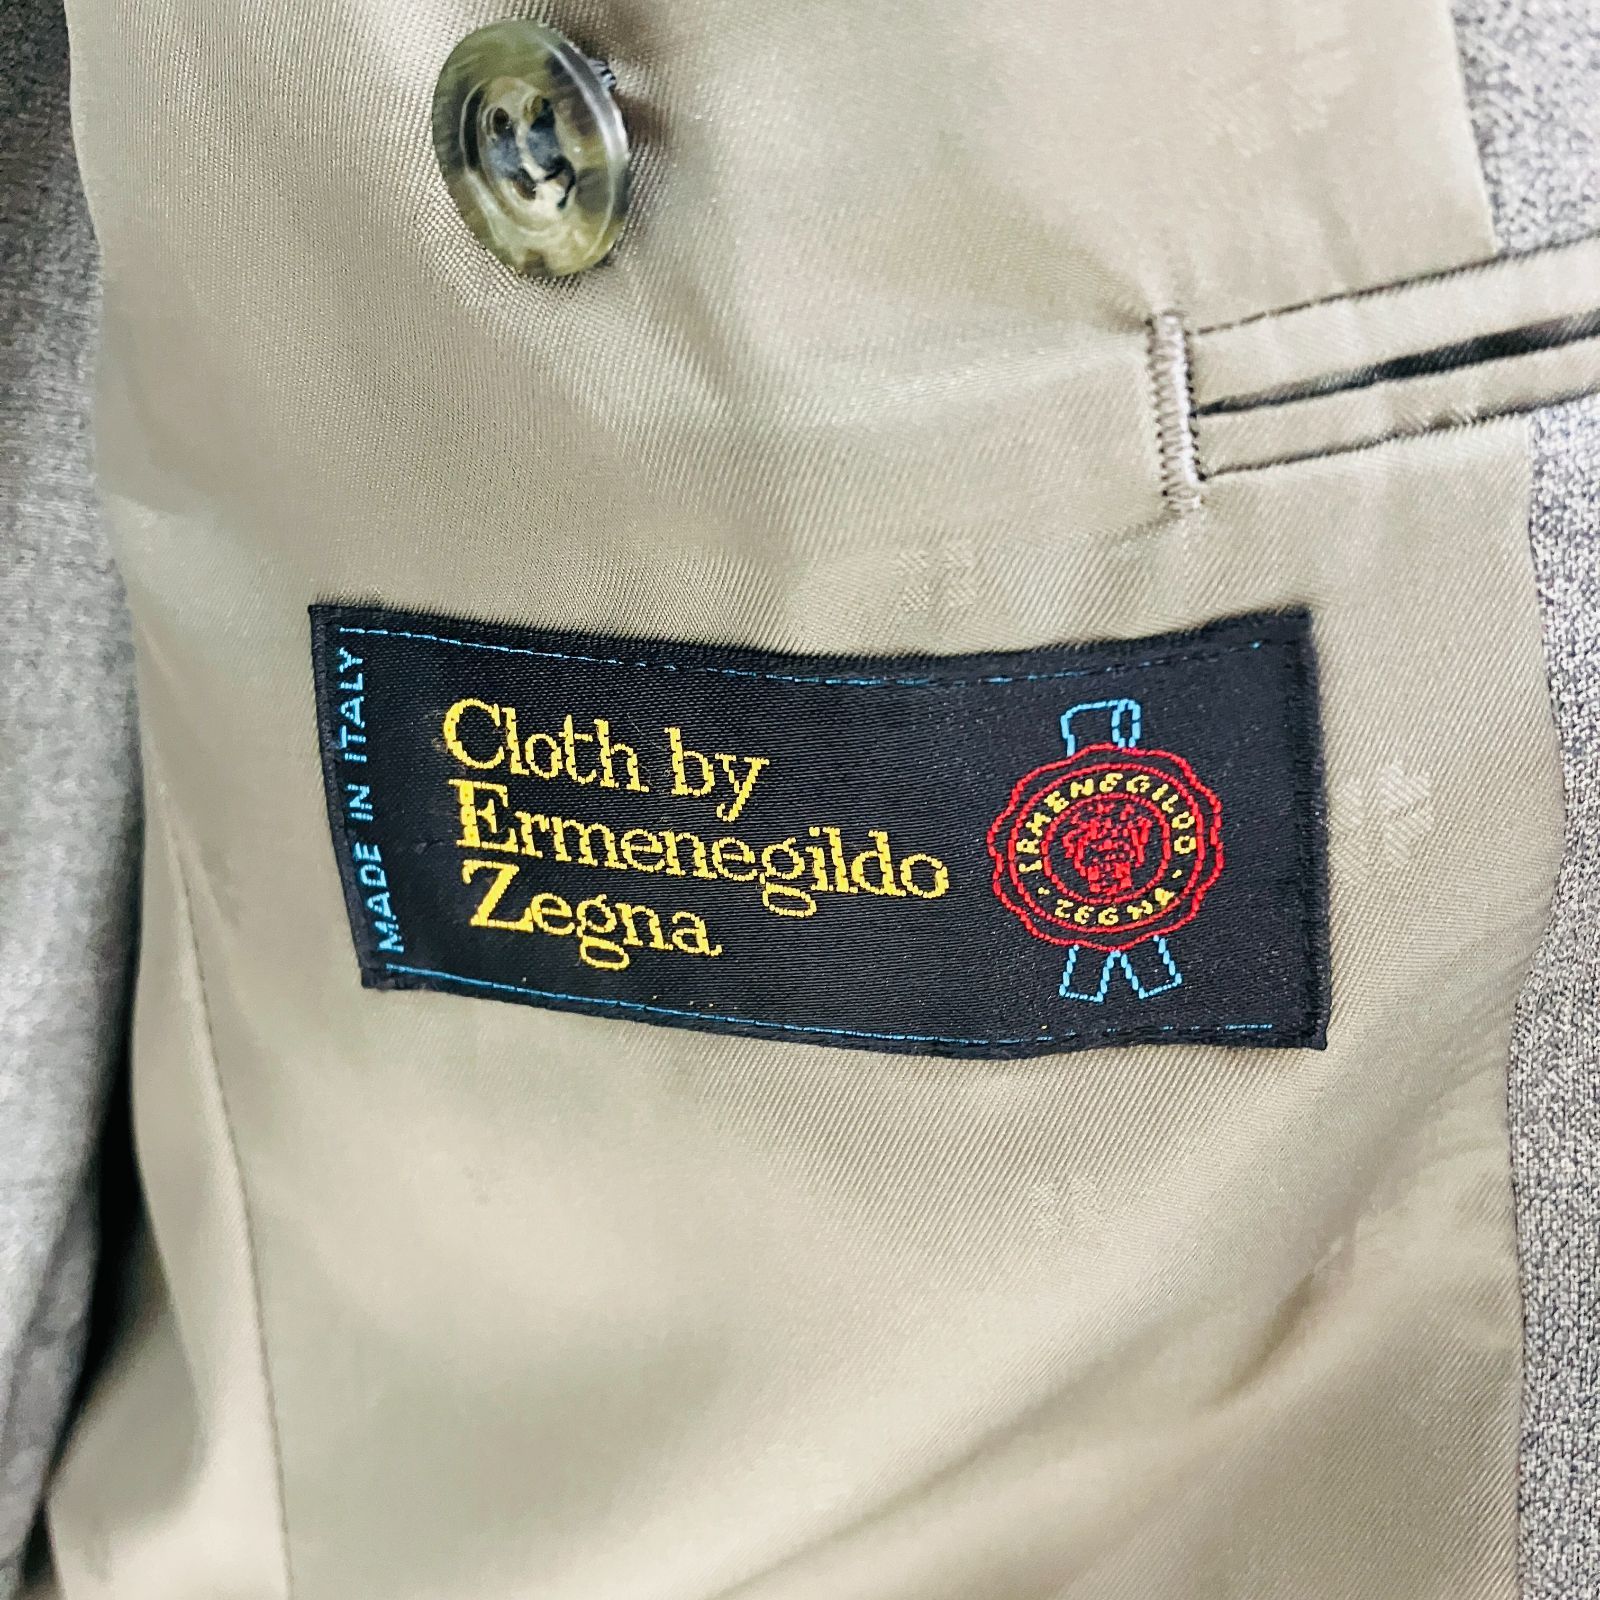 MADE IN ITALY
Cloth by
Ermenegildo
Zegna
ERMENEGILDO
ZEGNA